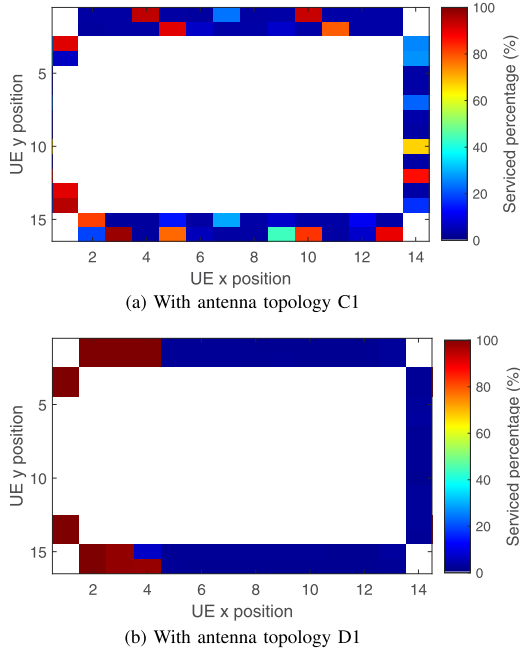 100
80
60
40
20
0
Serviced percentage (%)
5
10
15
UE y position
2 4 6 8 10 12 14
UE x position
(a) With antenna topology C1
100
80
60
40
20
0
Serviced percentage (%)
5
10
15
UE y position
2 4 6 8 10 12 14
UE x position
(b) With antenna topology D1